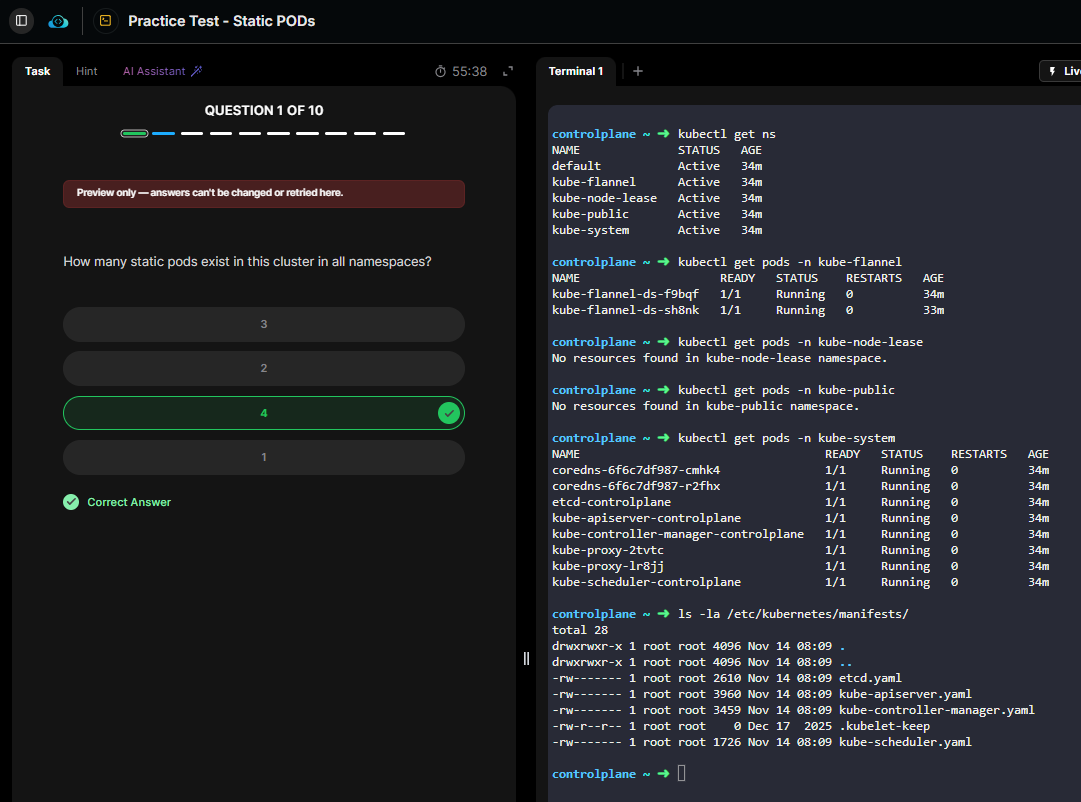 Practice Test - Static PODs
Task Hint AI Assistant 55:38
QUESTION 1 OF 10
Preview only — answers can't be changed or retried here.
How many static pods exist in this cluster in all namespaces?
3
2
4
1
Correct Answer
Terminal 1 +
Live
controlplane ~ ➜ kubectl get ns
NAME STATUS AGE
default Active 34m
kube-flannel Active 34m
kube-node-lease Active 34m
kube-public Active 34m
kube-system Active 34m
controlplane ~ ➜ kubectl get pods -n kube-flannel
NAME READY STATUS RESTARTS AGE
kube-flannel-ds-f9bqf 1/1 Running 0 34m
kube-flannel-ds-sh8nk 1/1 Running 0 33m
controlplane ~ ➜ kubectl get pods -n kube-node-lease
No resources found in kube-node-lease namespace.
controlplane ~ ➜ kubectl get pods -n kube-public
No resources found in kube-public namespace.
controlplane ~ ➜ kubectl get pods -n kube-system
NAME READY STATUS RESTARTS AGE
coredns-6f6c7df987-cmhk4 1/1 Running 0 34m
coredns-6f6c7df987-r2fhx 1/1 Running 0 34m
etcd-controlplane 1/1 Running 0 34m
kube-apiserver-controlplane 1/1 Running 0 34m
kube-controller-manager-controlplane 1/1 Running 0 34m
kube-proxy-2tvtc 1/1 Running 0 34m
kube-proxy-lr8jj 1/1 Running 0 34m
kube-scheduler-controlplane 1/1 Running 0 34m
controlplane ~ ➜ ls -la /etc/kubernetes/manifests/
total 28
drwxrwxr-x 1 root root 4096 Nov 14 08:09 .
drwxrwxr-x 1 root root 4096 Nov 14 08:09 ..
-rw------- 1 root root 2610 Nov 14 08:09 etcd.yaml
-rw------- 1 root root 3960 Nov 14 08:09 kube-apiserver.yaml
-rw------- 1 root root 3459 Nov 14 08:09 kube-controller-manager.yaml
-rw-r--r-- 1 root root 0 Dec 17 2025 .kubelet-keep
-rw------- 1 root root 1726 Nov 14 08:09 kube-scheduler.yaml
controlplane ~ ➜